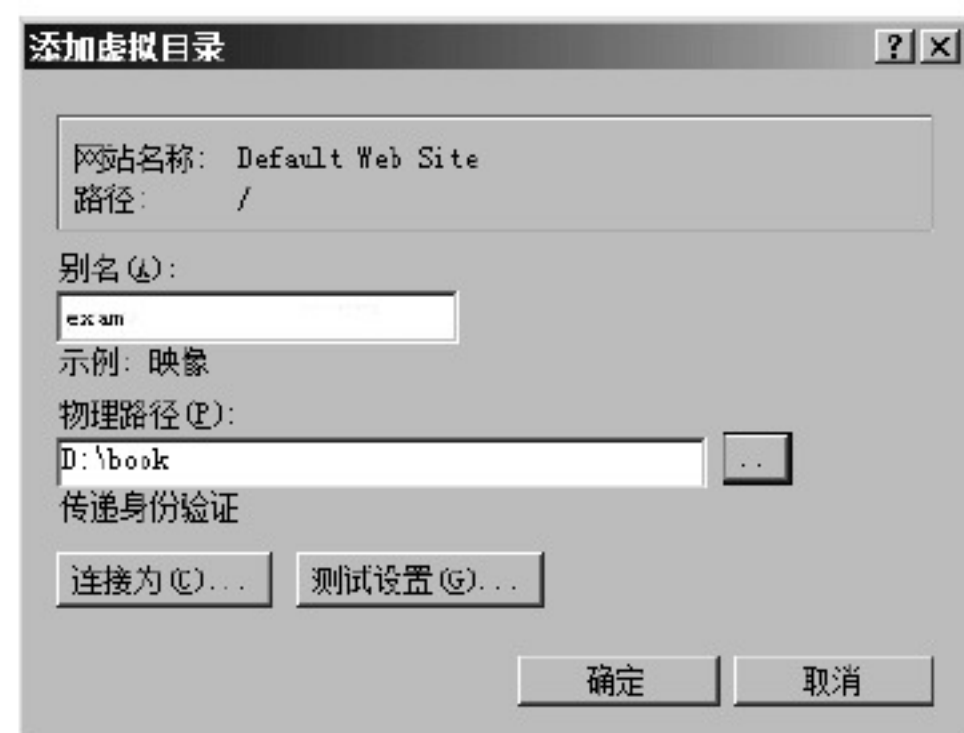 添加虚拟目录
网站名称: Default Web Site
路径: /
别名(A):
exam
示例: 映像
物理路径(P):
D:\book
..
传递身份验证
连接为(C)... 测试设置(G)...
确定 取消